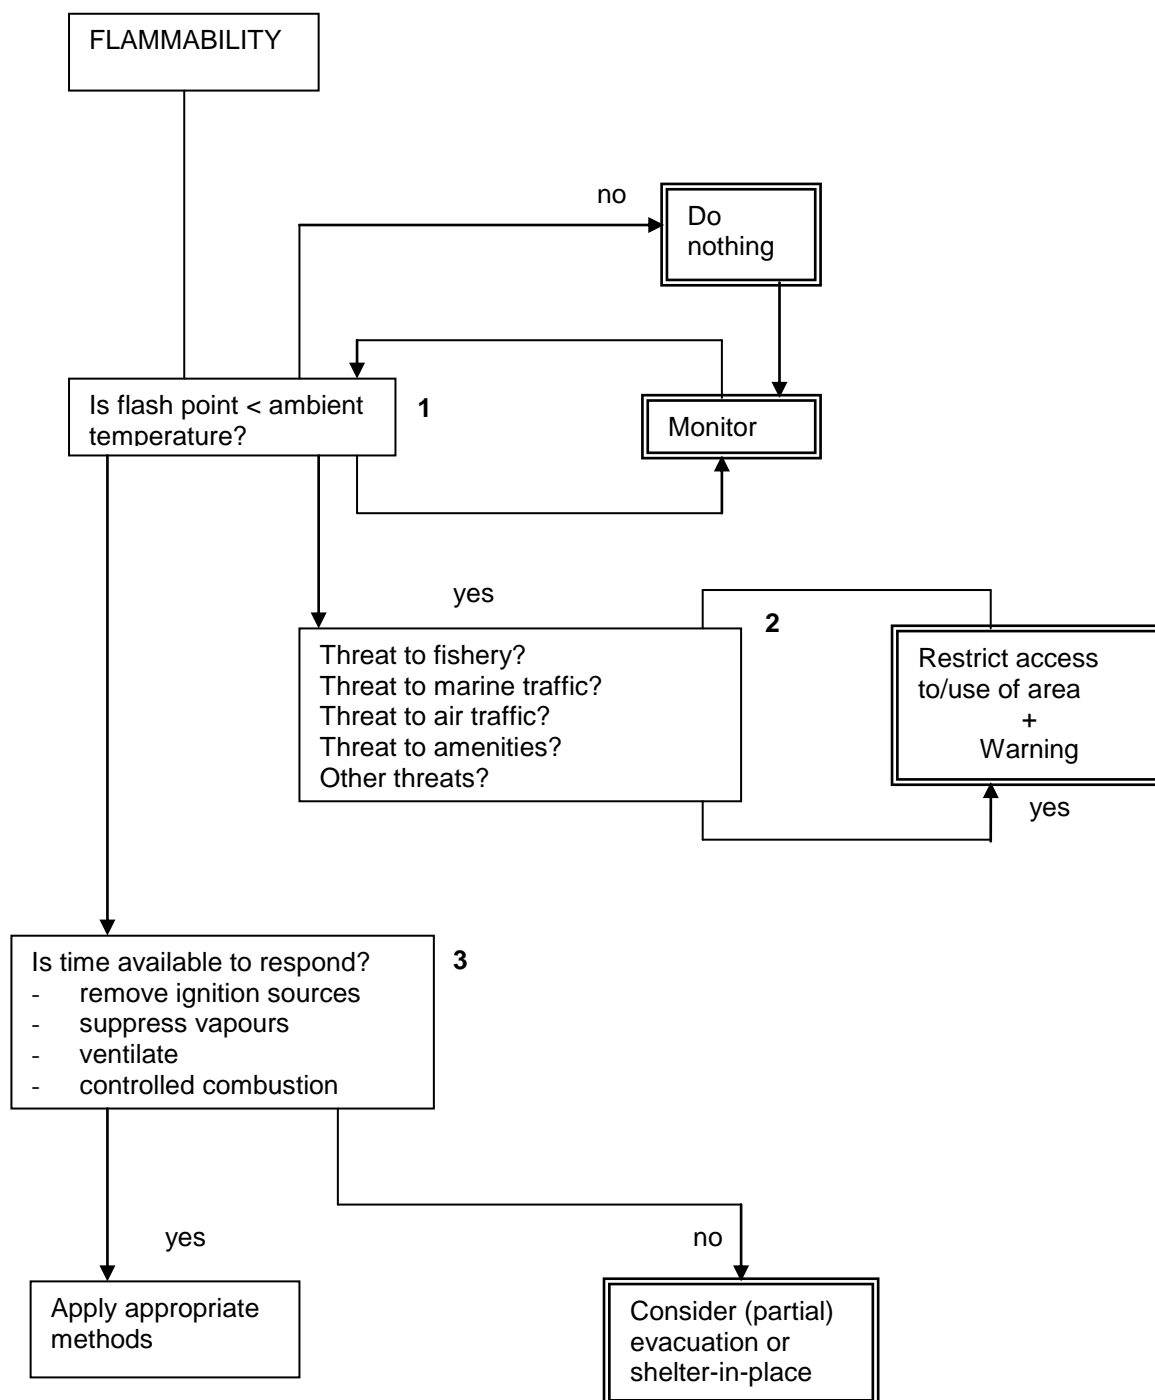 FLAMMABILITY
no
Do
nothing
Is flash point < ambient
temperature?
1
Monitor
yes
2
Threat to fishery?
Threat to marine traffic?
Threat to air traffic?
Threat to amenities?
Other threats?
Restrict access
to/use of area
+
Warning
yes
Is time available to respond?
- remove ignition sources
- suppress vapours
- ventilate
- controlled combustion
3
yes
no
Apply appropriate
methods
Consider (partial)
evacuation or
shelter-in-place